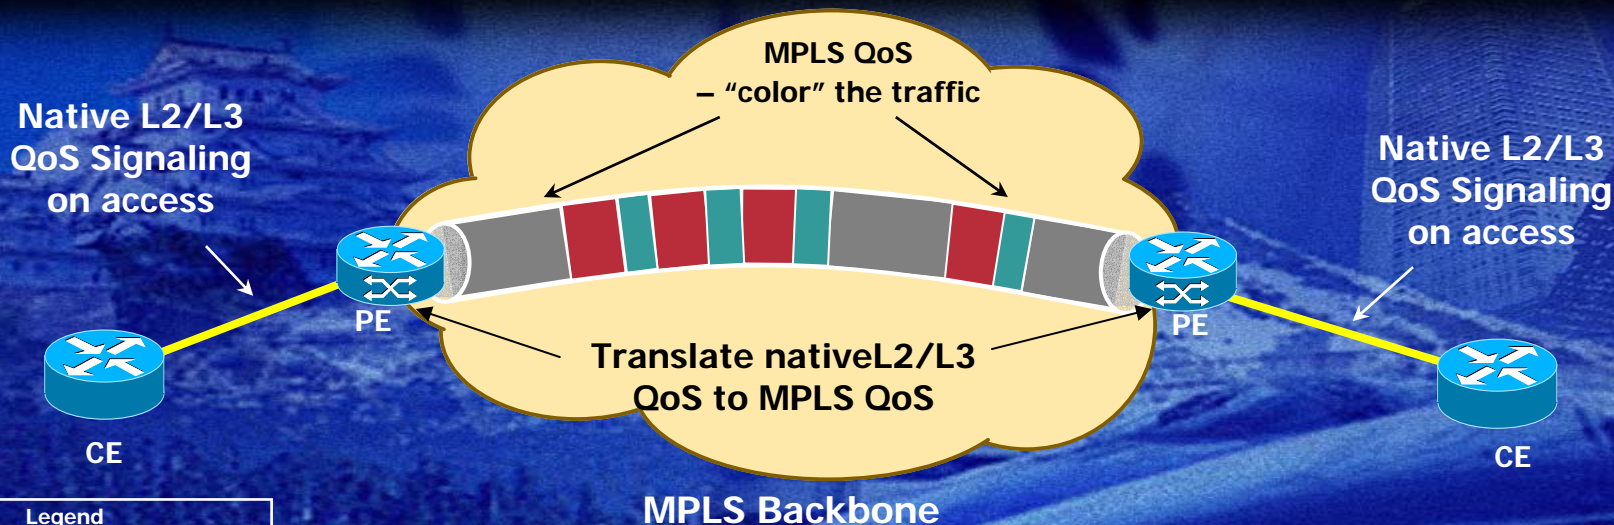 MPLS QoS
– “color” the traffic
Native L2/L3
QoS Signaling
on access
Native L2/L3
QoS Signaling
on access
PE
PE
Translate nativeL2/L3
QoS to MPLS QoS
CE
CE
MPLS Backbone
Legend